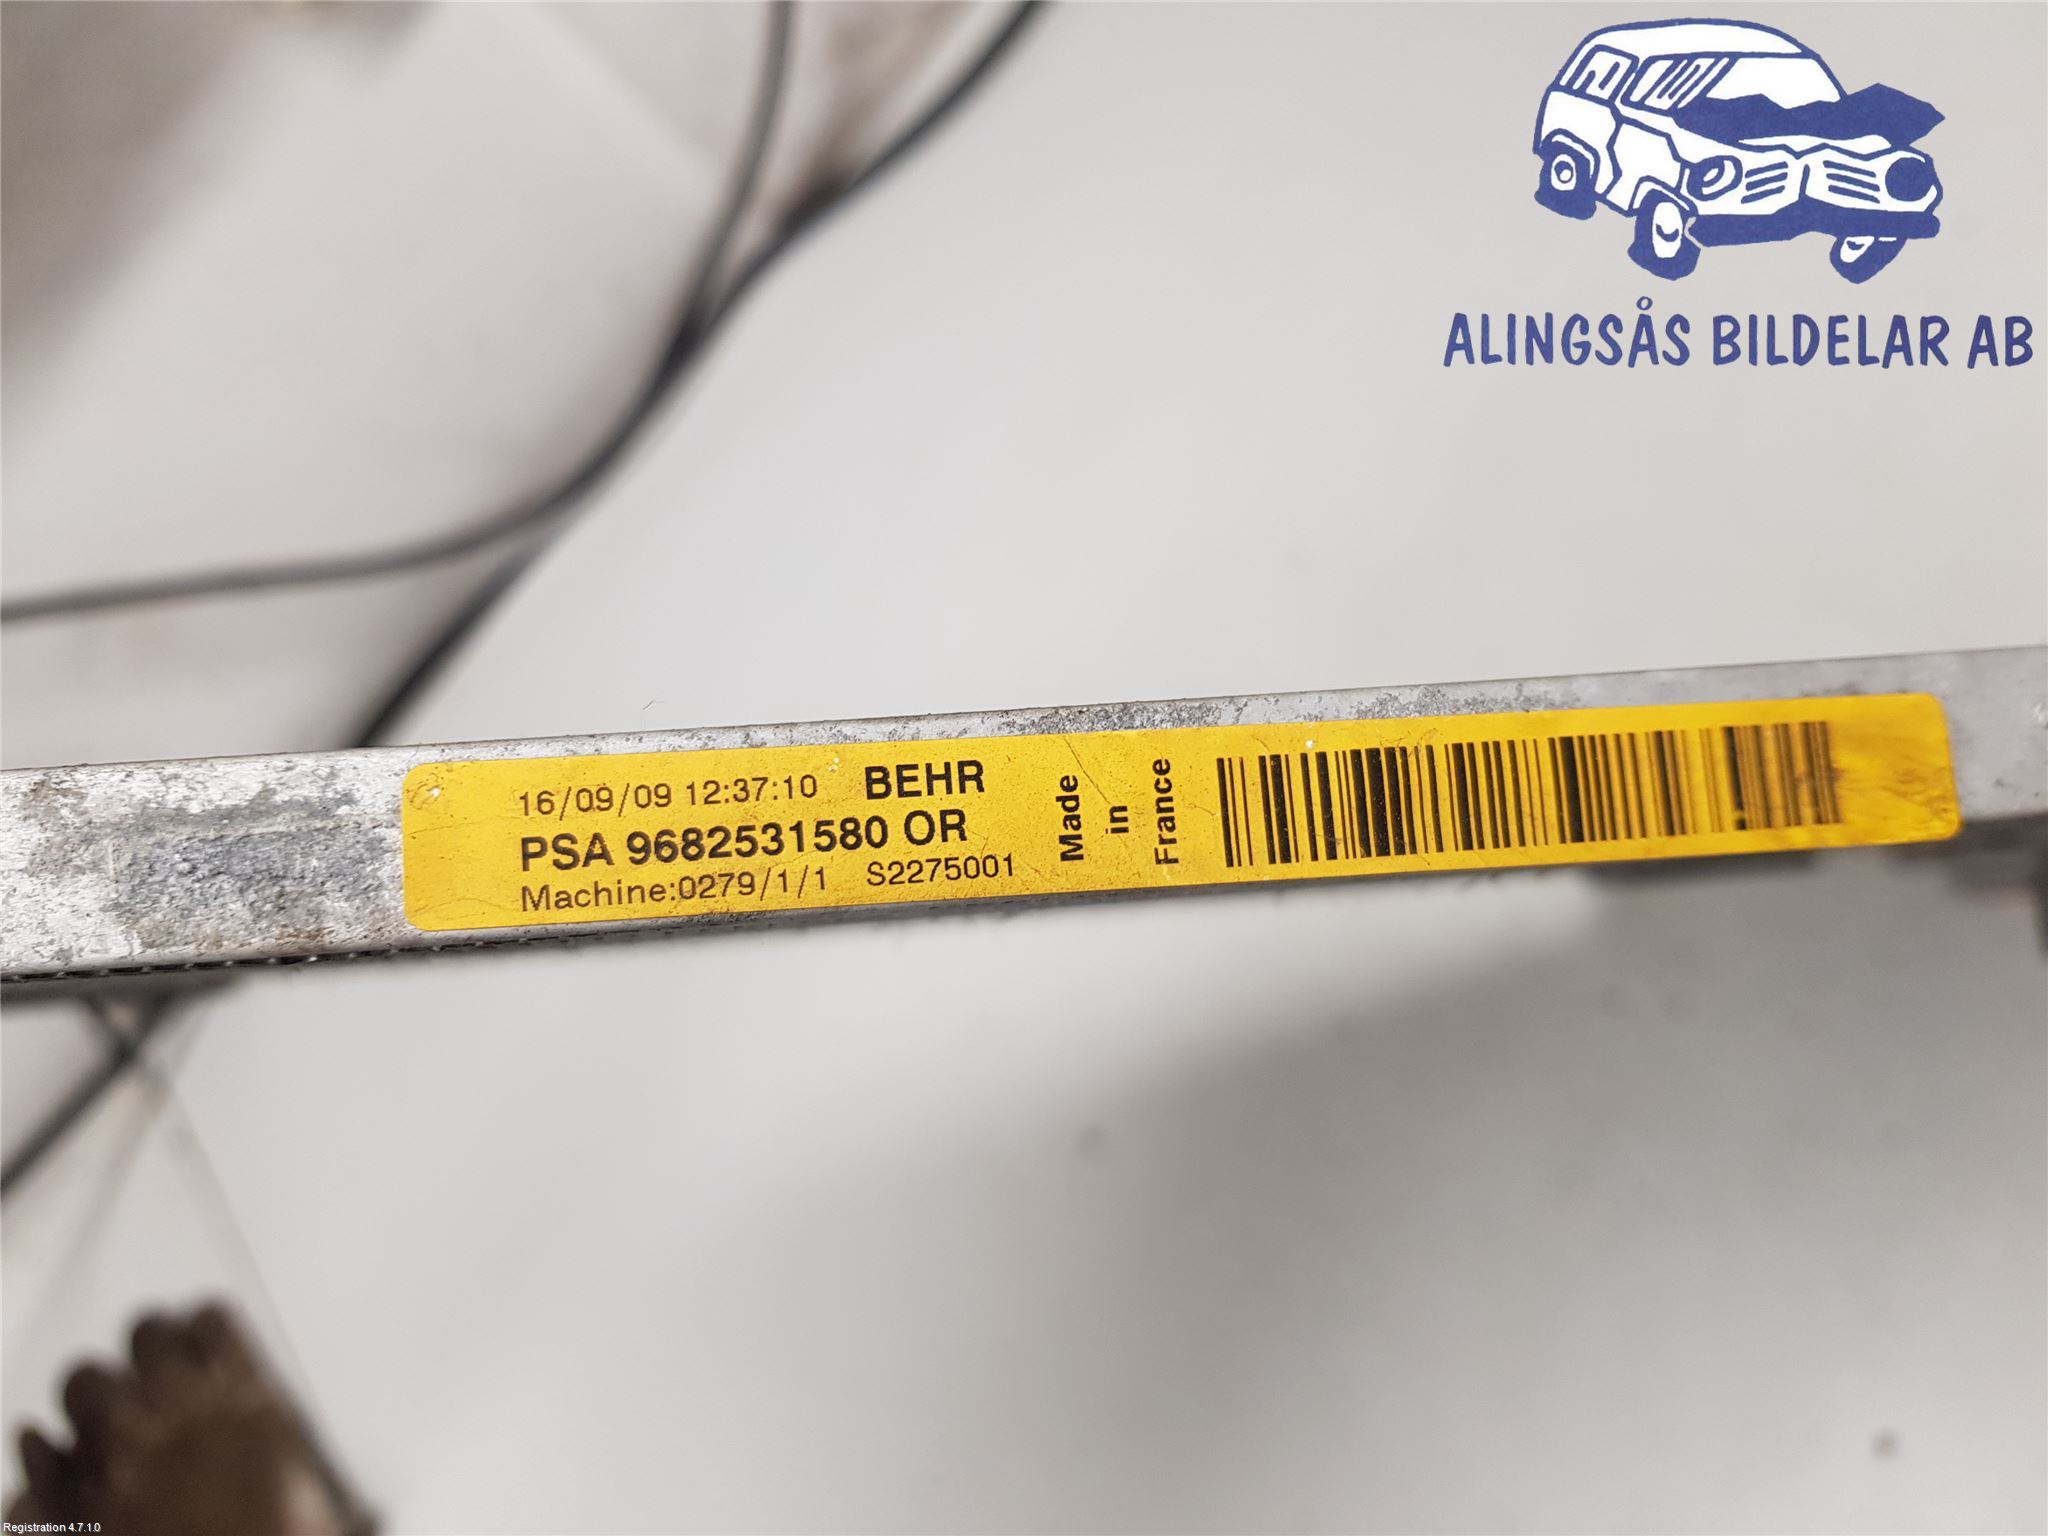 ALINGSÅS BILDELAR AB
16/09/09 12:37:10 BEHR
PSA 9682531580 OR
Machine:0279/1/1 S2275001
Made
in
France
Registration 4.7.1.0